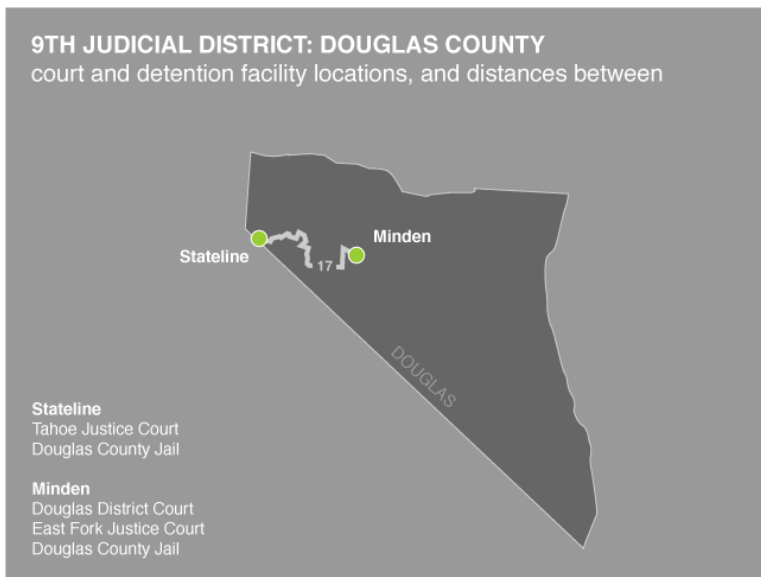 9TH JUDICIAL DISTRICT: DOUGLAS COUNTY
court and detention facility locations, and distances between
Minden
Stateline
17
DOUGLAS
Stateline
Tahoe Justice Court
Douglas County Jail
Minden
Douglas District Court
East Fork Justice Court
Douglas County Jail